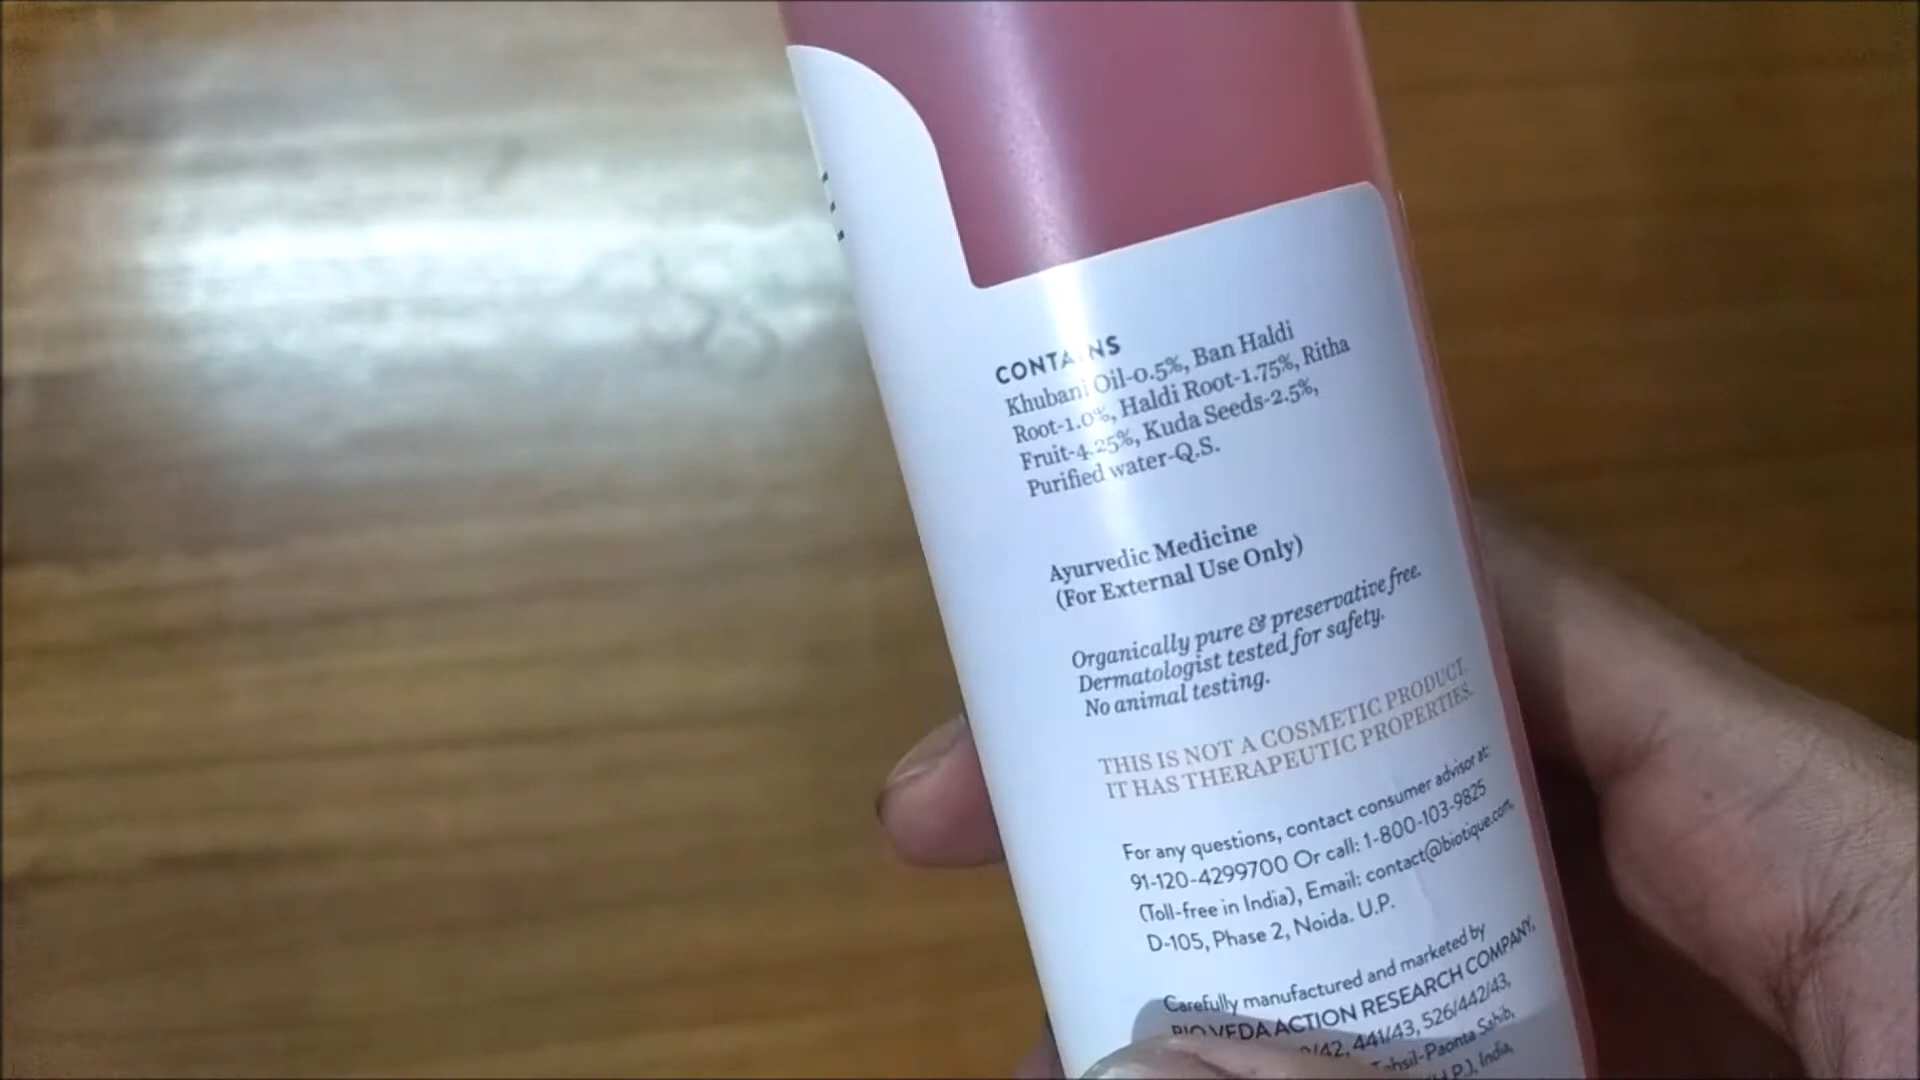 CONTAINS
Khubani Oil-0.5%, Ban Haldi
Root-1.0%, Haldi Root-1.75%, Ritha
Fruit-4.25%, Kuda Seeds-2.5%,
Purified water-Q.S.
Ayurvedic Medicine
(For External Use Only)
Organically pure & preservative free.
Dermatologist tested for safety.
No animal testing.
THIS IS NOT A COSMETIC PRODUCT.
IT HAS THERAPEUTIC PROPERTIES.
For any questions, contact consumer advisor at:
91-120-4299700 Or call: 1-800-103-9825
(Toll-free in India), Email: contact@biotique.com,
D-105, Phase 2, Noida. U.P.
Carefully manufactured and marketed by
BIO VEDA ACTION RESEARCH COMPANY,
441/43, 526/442/43,
Paonta Sahib,
India,